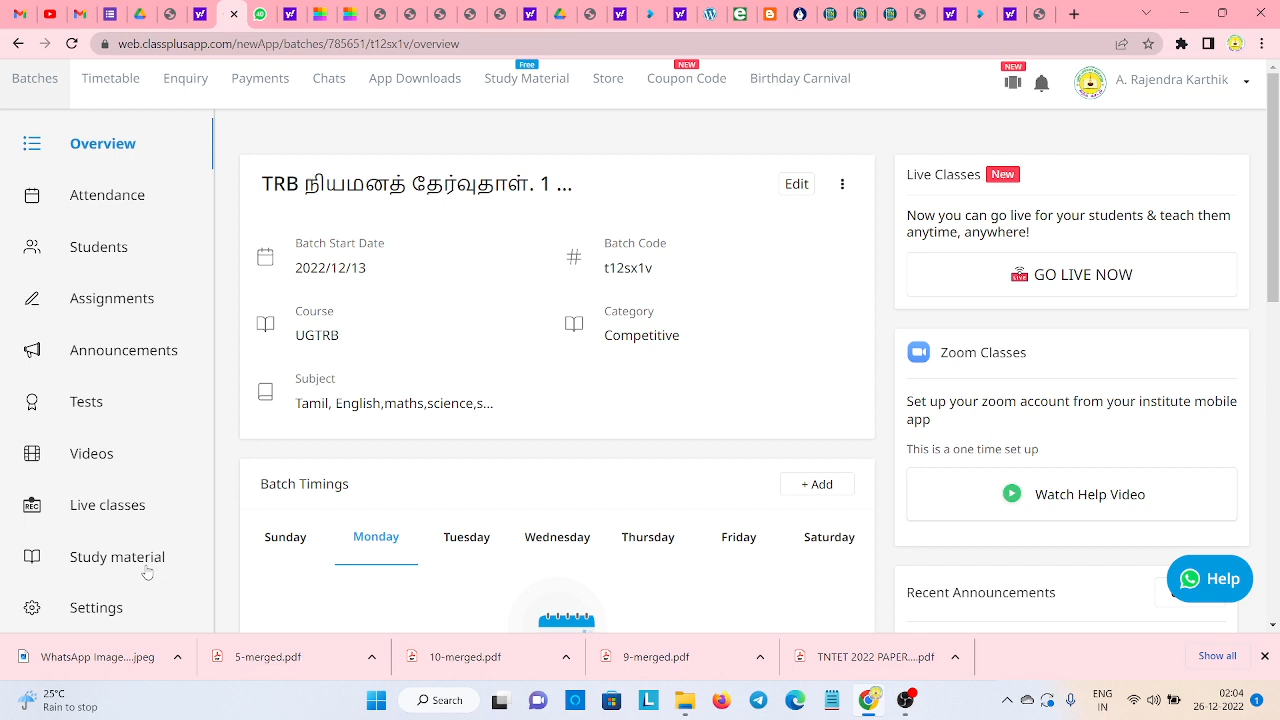 web.classplusapp.com/newApp/batches/785651/t12sx1v/overview
Batches Timetable Enquiry Payments Chats App Downloads Free Study Material Store NEW Coupon Code Birthday Carnival NEW A. Rajendra Karthik
Overview
Attendance
Students
Assignments
Announcements
Tests
Videos
REC Live classes
Study material
Settings
TRB நியமனத் தேர்வுதாள். 1 ...
Edit
Batch Start Date
2022/12/13
Batch Code
t12sx1v
Course
UGTRB
Category
Competitive
Subject
Tamil, English,maths,science,s...
Batch Timings
+ Add
Sunday Monday Tuesday Wednesday Thursday Friday Saturday
Live Classes New
Now you can go live for your students & teach them
anytime, anywhere!
LIVE GO LIVE NOW
Zoom Classes
Set up your zoom account from your institute mobile
app
This is a one time set up
Watch Help Video
Recent Announcements
Help
WhatsApp Image....jpeg 5-merged.pdf 10-merged.pdf 9-merged.pdf TNTET 2022 PAPER....pdf Show all
25°C
Rain to stop
Search
ENG
IN
02:04
26-12-2022
1